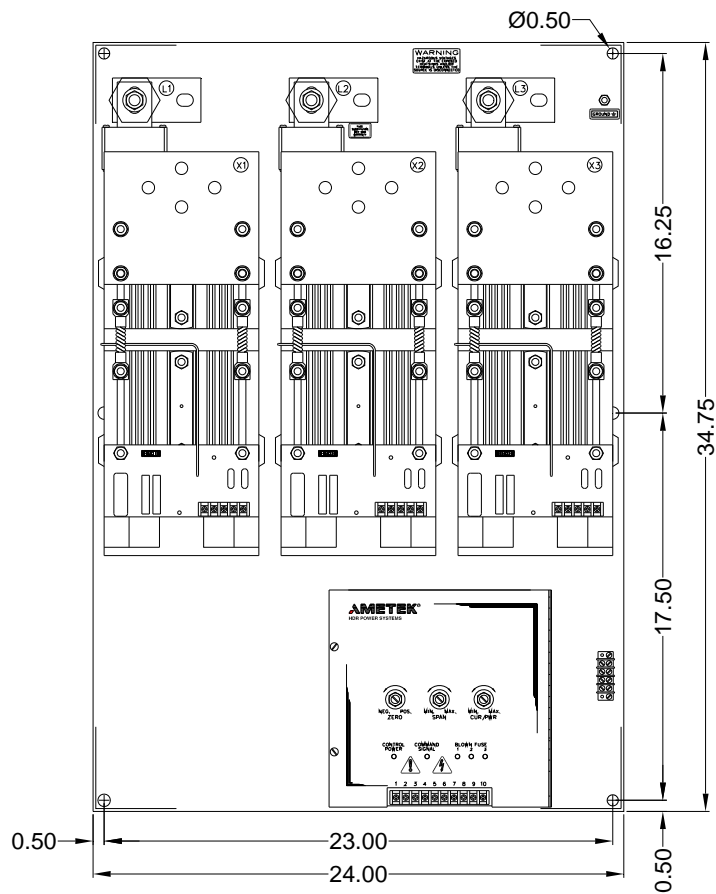 Ø0.50
WARNING
L1
L2
L3
GROUND
X1
X2
X3
16.25
34.75
17.50
AMETEK®
HDR POWER SYSTEMS
NEG. POS.
ZERO
MIN. MAX.
SPAN
MIN. MAX.
CUR/PWR
CONTROL POWER
COMMAND SIGNAL
BLOWN FUSE
1 2 3
1 2 3 4 5 6 7 8 9 10
0.50
23.00
24.00
0.50